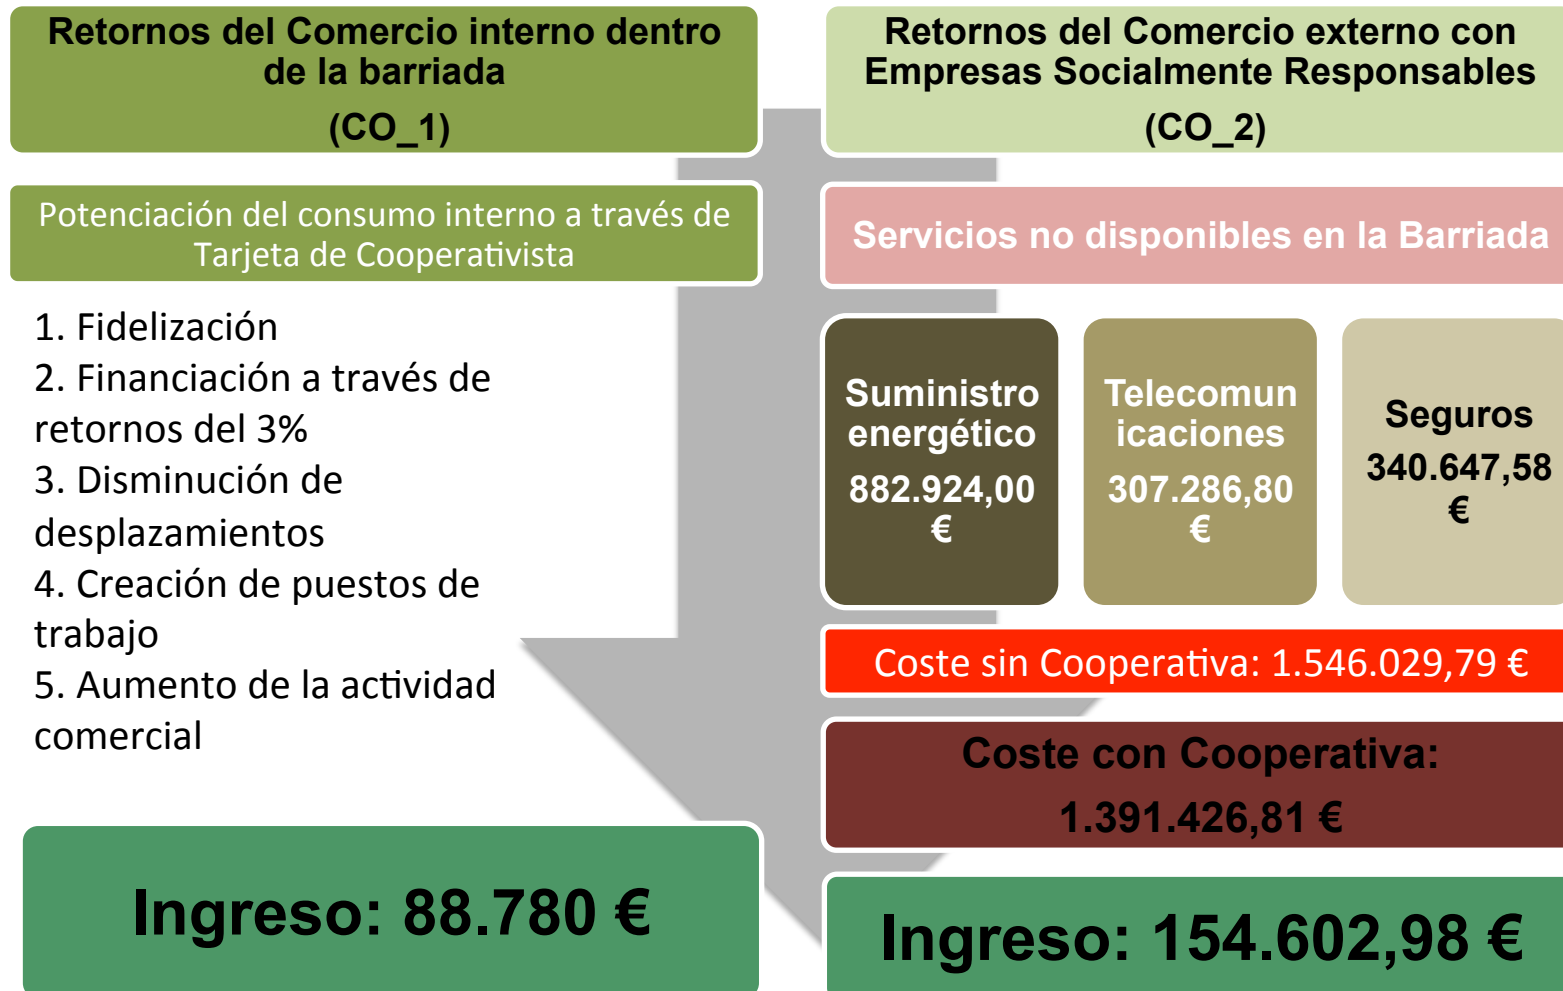 Retornos del Comercio interno dentro
de la barriada
(CO_1)
Potenciación del consumo interno a través de
Tarjeta de Cooperativista
1. Fidelización
2. Financiación a través de
retornos del 3%
3. Disminución de
desplazamientos
4. Creación de puestos de
trabajo
5. Aumento de la actividad
comercial
Ingreso: 88.780 €
Retornos del Comercio externo con
Empresas Socialmente Responsables
(CO_2)
Servicios no disponibles en la Barriada
Suministro
energético
882.924,00
€
Telecomun
icaciones
307.286,80
€
Seguros
340.647,58
€
Coste sin Cooperativa: 1.546.029,79 €
Coste con Cooperativa:
1.391.426,81 €
Ingreso: 154.602,98 €